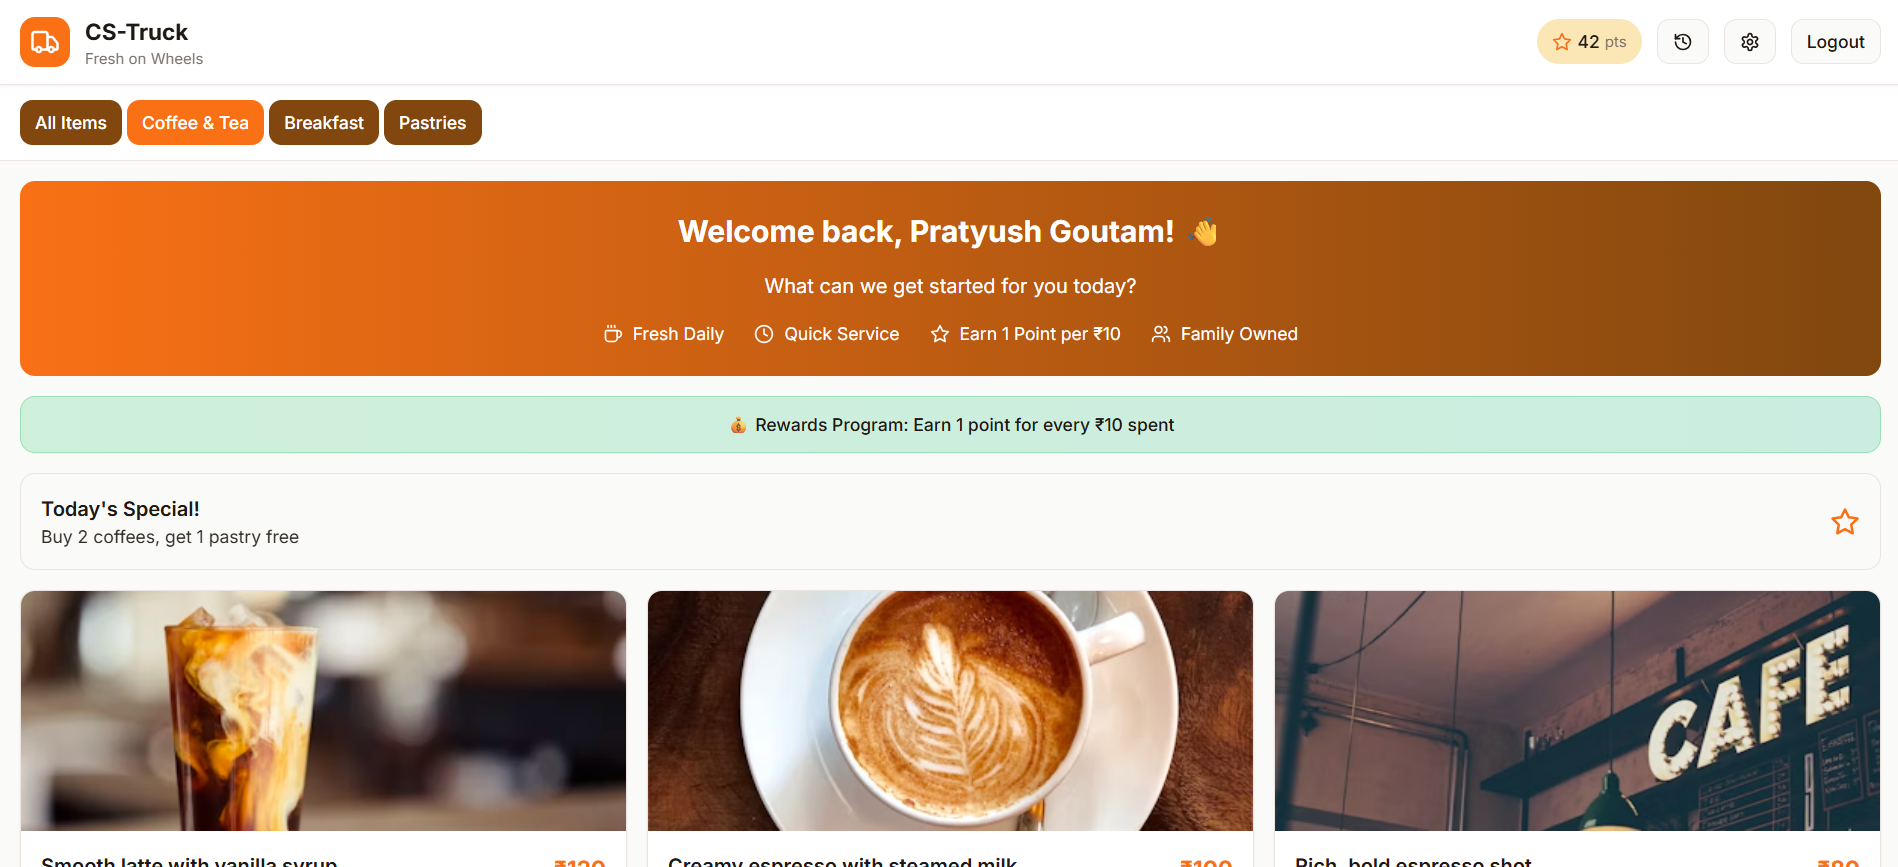 CS-Truck
Fresh on Wheels
42 pts
Logout
All Items
Coffee & Tea
Breakfast
Pastries
Welcome back, Pratyush Goutam! 👋
What can we get started for you today?
Fresh Daily
Quick Service
Earn 1 Point per ₹10
Family Owned
💰 Rewards Program: Earn 1 point for every ₹10 spent
Today's Special!
Buy 2 coffees, get 1 pastry free
CAFE
Smooth latte with vanilla syrup
Creamy espresso with steamed milk
Rich, bold espresso shot